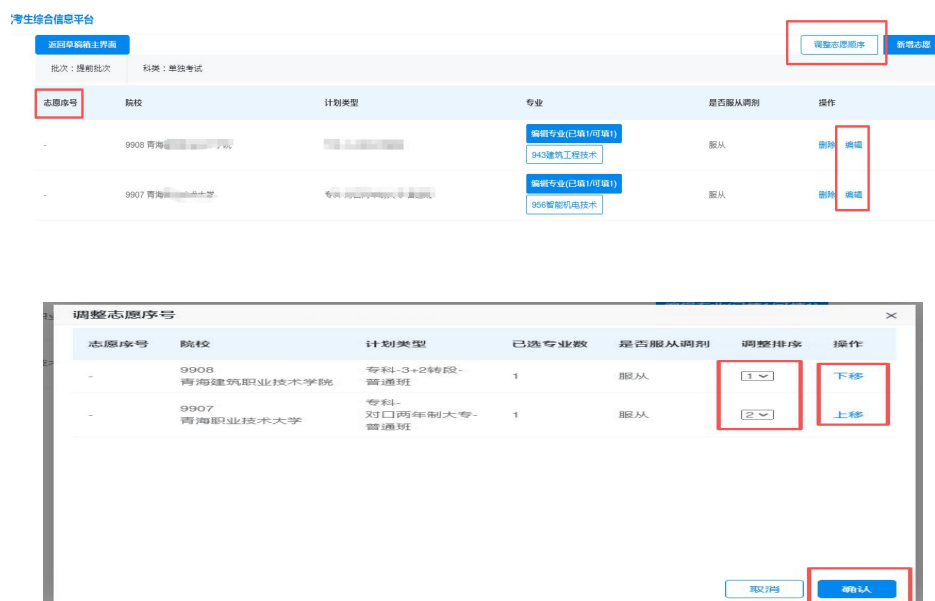 考生综合信息平台
返回草稿箱主界面
调整志愿顺序
新增志愿
批次：提前批次 科类：单独考试
志愿序号 院校 计划类型 专业 是否服从调剂 操作
编辑专业(已填1/可填1)
- 9908 青海 服从 删除 编辑
943建筑工程技术
编辑专业(已填1/可填1)
- 9907 青海 大学 服从 删除 编辑
956智能机电技术
调整志愿序号 ×
志愿序号 院校 计划类型 已选专业数 是否服从调剂 调整排序 操作
- 9908 专科-3+2转段- 1 服从 1 下移
青海建筑职业技术学院 普通班
- 9907 专科- 1 服从 2 上移
青海职业技术大学 对口两年制大专-
普通班
取消 确认